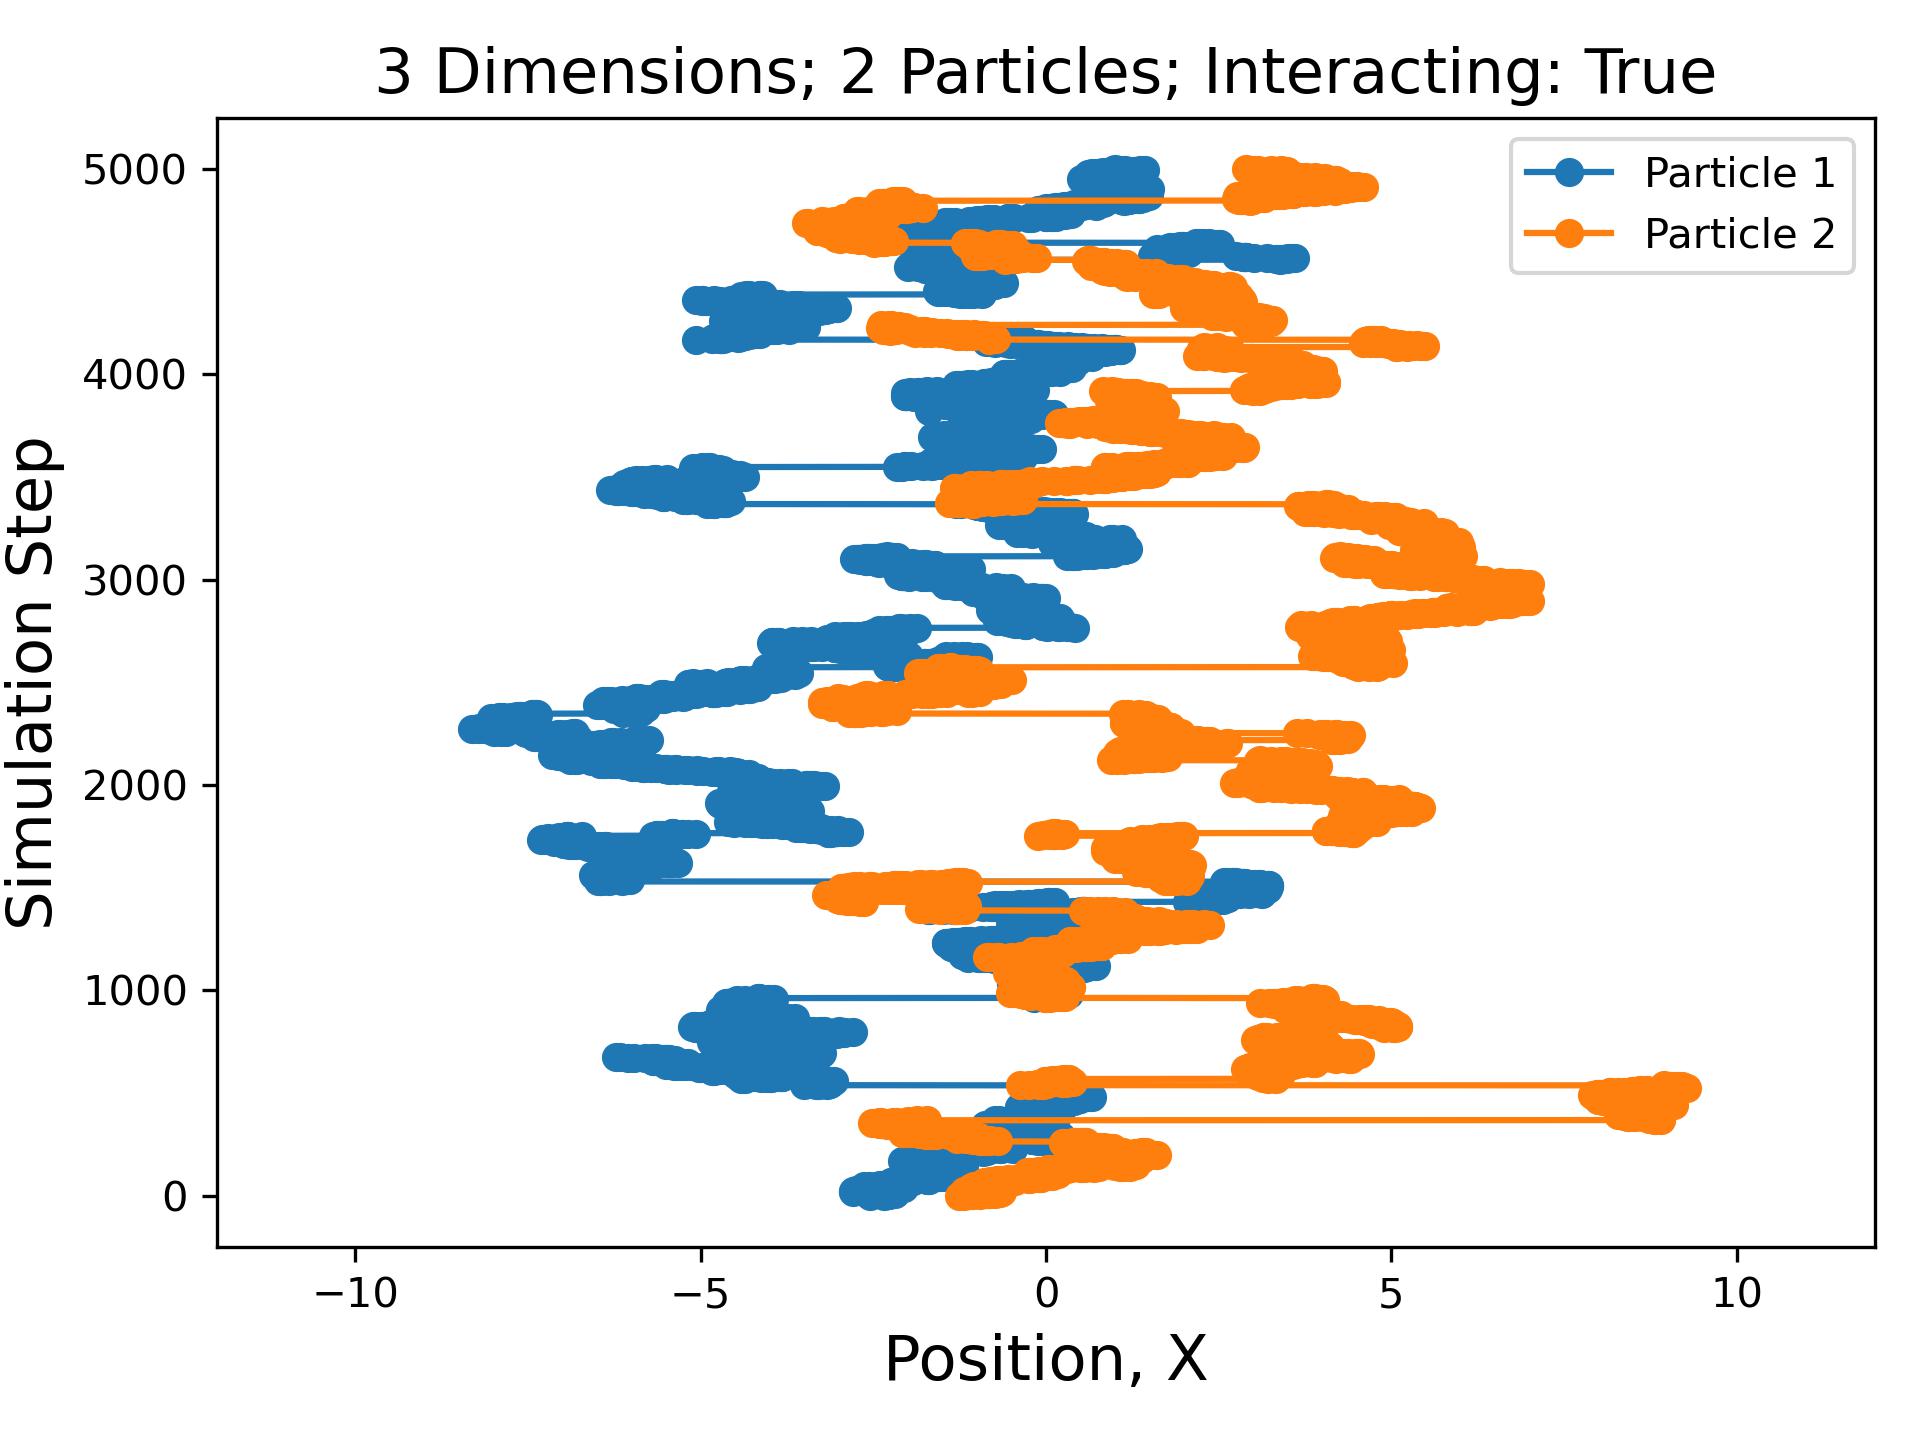 3 Dimensions; 2 Particles; Interacting: True
Particle 1
Particle 2
5000
4000
3000
2000
1000
0
Simulation Step
−10
−5
0
5
10
Position, X